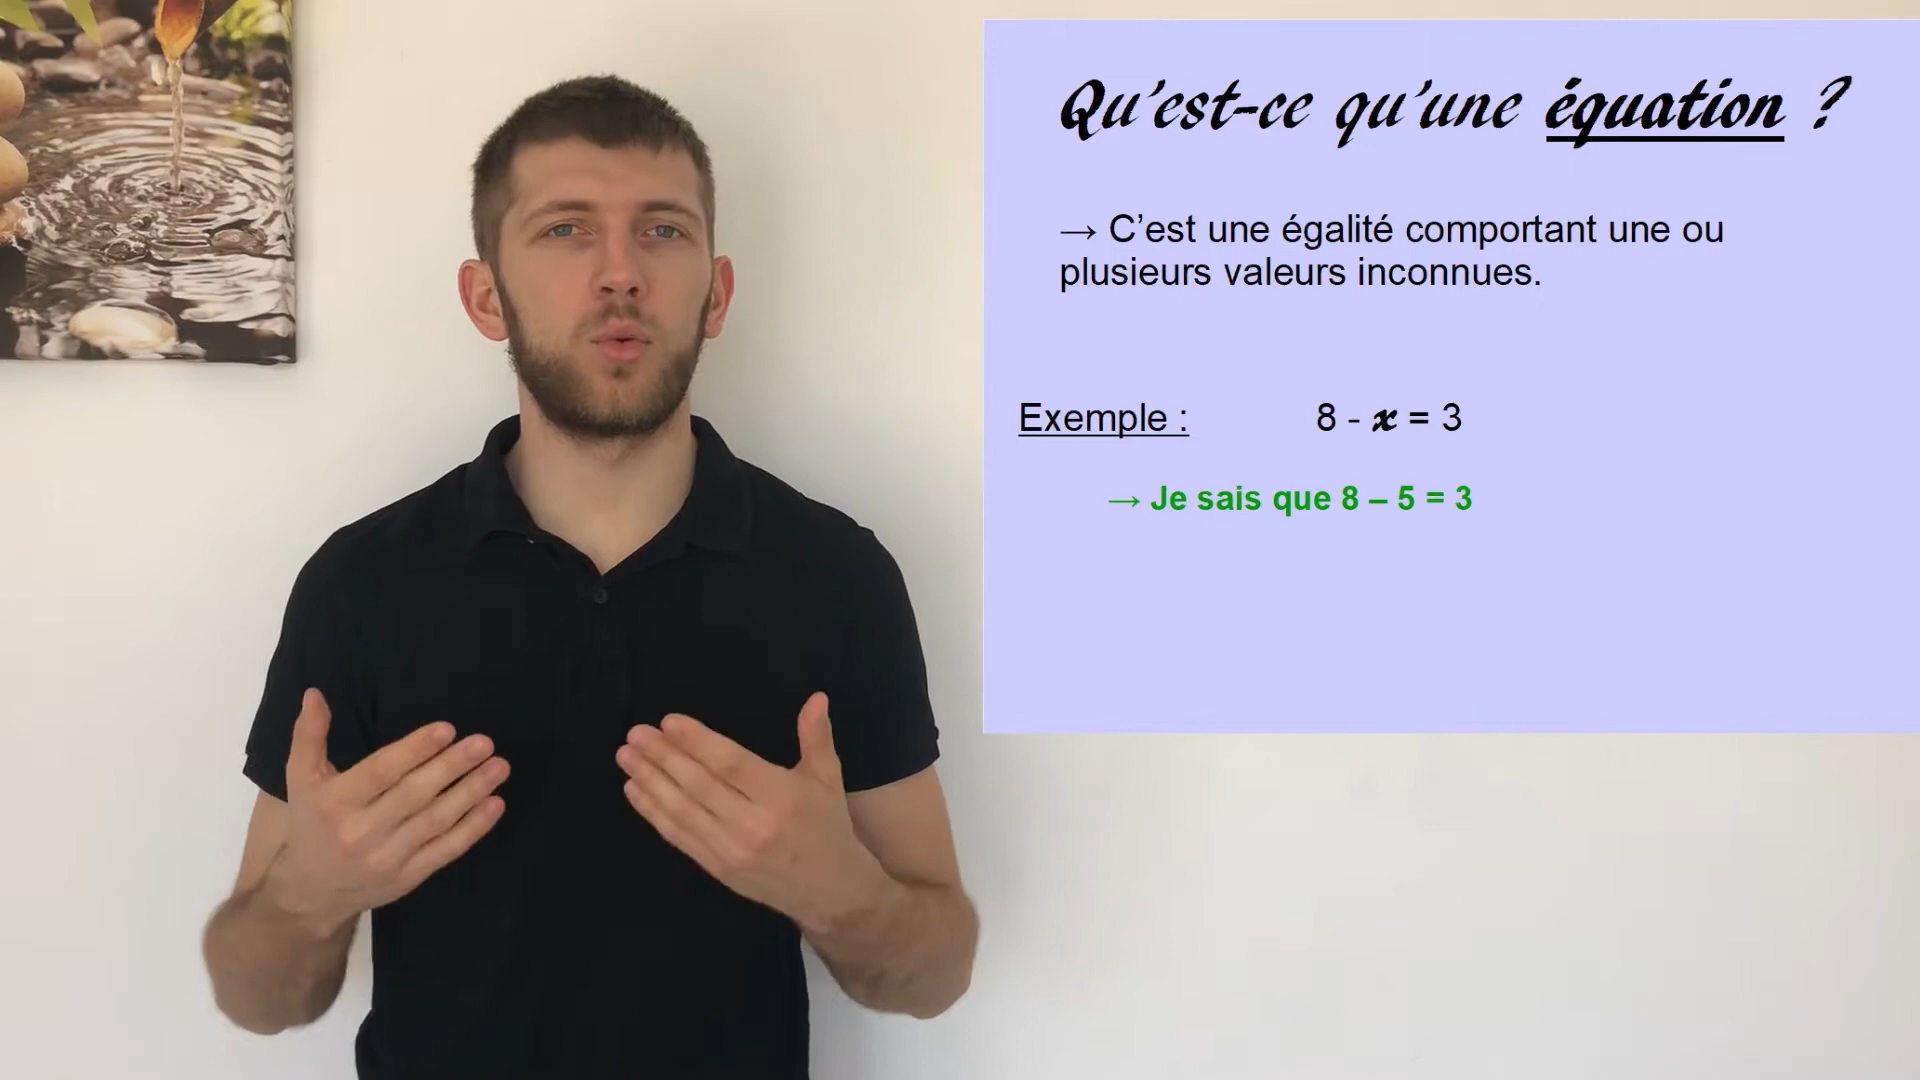 Qu’est-ce qu’une équation ?
→ C’est une égalité comportant une ou
plusieurs valeurs inconnues.
Exemple : 8 - x = 3
→ Je sais que 8 – 5 = 3